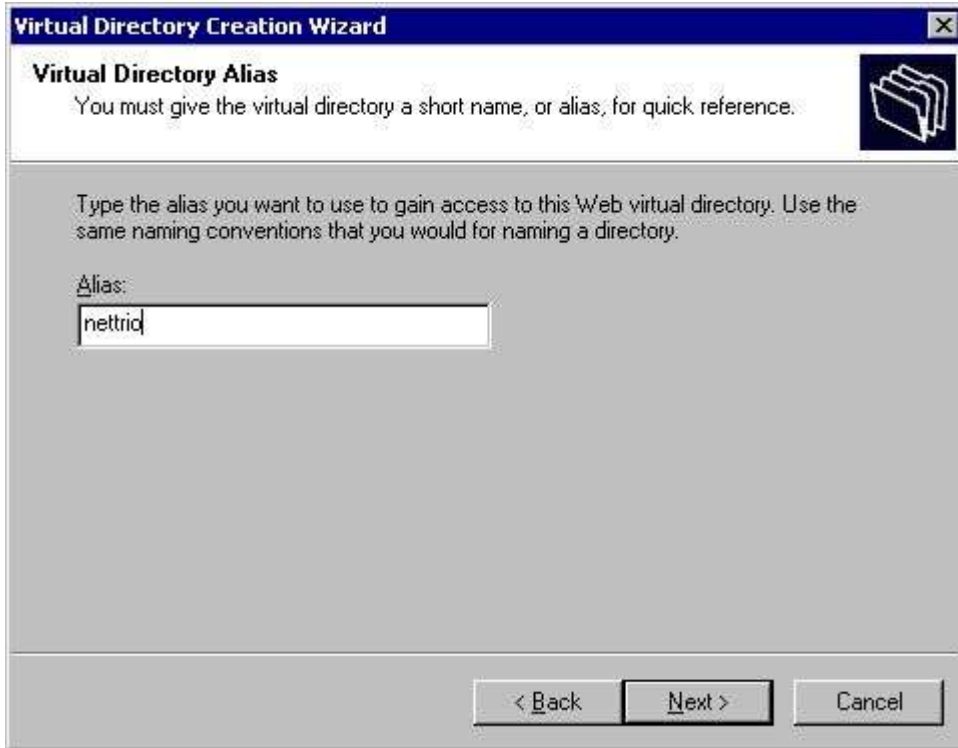 Virtual Directory Creation Wizard
Virtual Directory Alias
You must give the virtual directory a short name, or alias, for quick reference.
Type the alias you want to use to gain access to this Web virtual directory. Use the
same naming conventions that you would for naming a directory.
Alias:
nettrio
< Back Next > Cancel